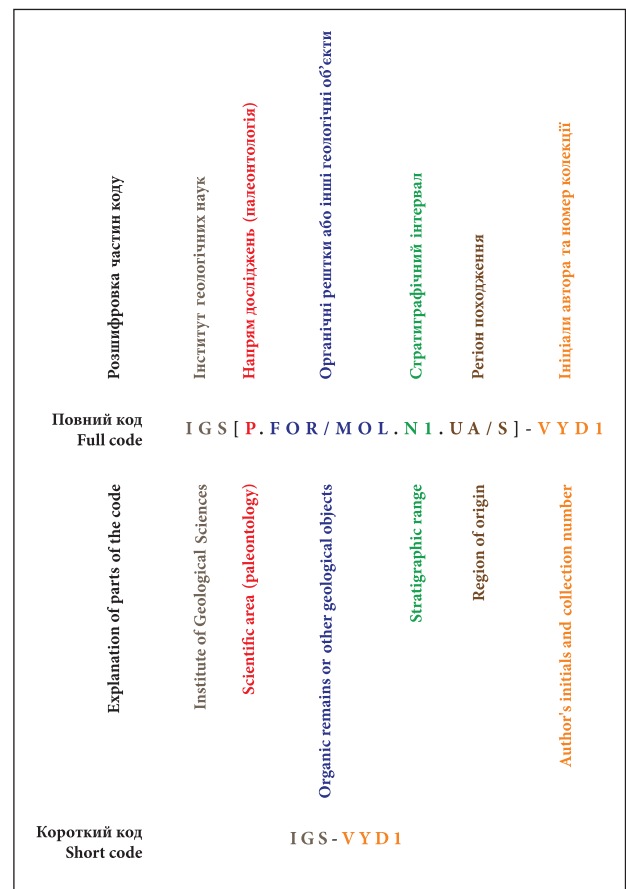 Розшифровка частин коду
Інститут геологічних наук
Напрям досліджень (палеонтологія)
Органічні рештки або інші геологічні об’єкти
Стратиграфічний інтервал
Регіон походження
Ініціали автора та номер колекції
Повний код
Full code
IGS[P.FOR/MOL.N1.UA/S]-VYD1
Explanation of parts of the code
Institute of Geological Sciences
Scientific area (paleontology)
Organic remains or other geological objects
Stratigraphic range
Region of origin
Author's initials and collection number
Короткий код
Short code
IGS-VYD1